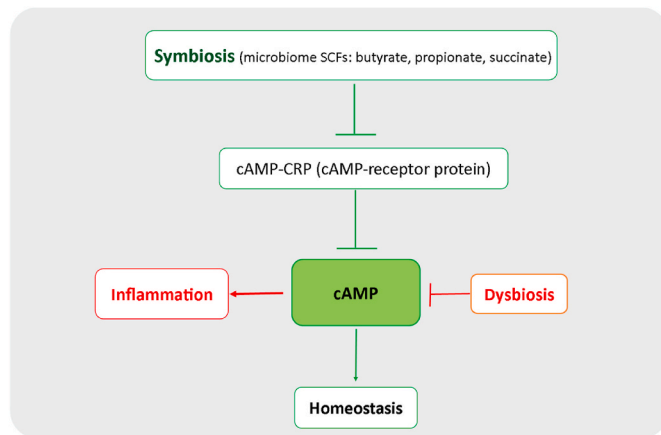 Symbiosis (microbiome SCFs: butyrate, propionate, succinate)
cAMP-CRP (cAMP-receptor protein)
Inflammation
cAMP
Dysbiosis
Homeostasis